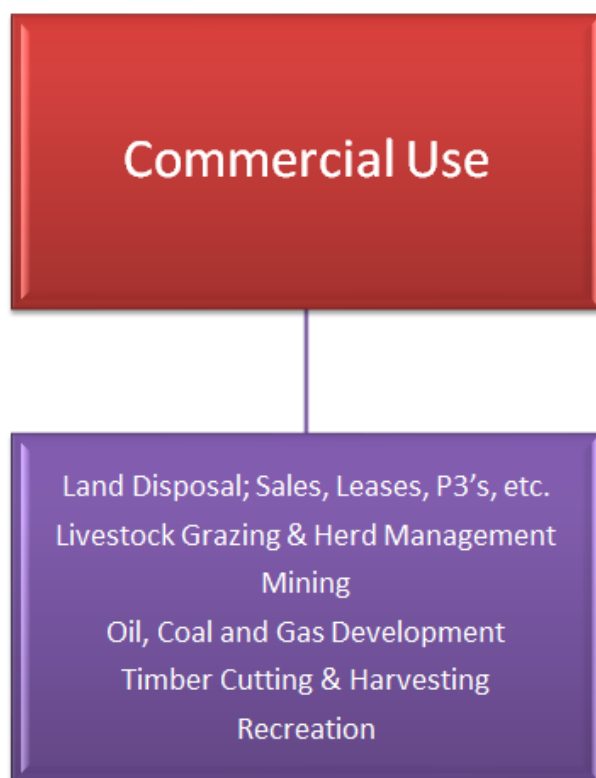 Commercial Use
Land Disposal; Sales, Leases, P3's, etc.
Livestock Grazing & Herd Management
Mining
Oil, Coal and Gas Development
Timber Cutting & Harvesting
Recreation